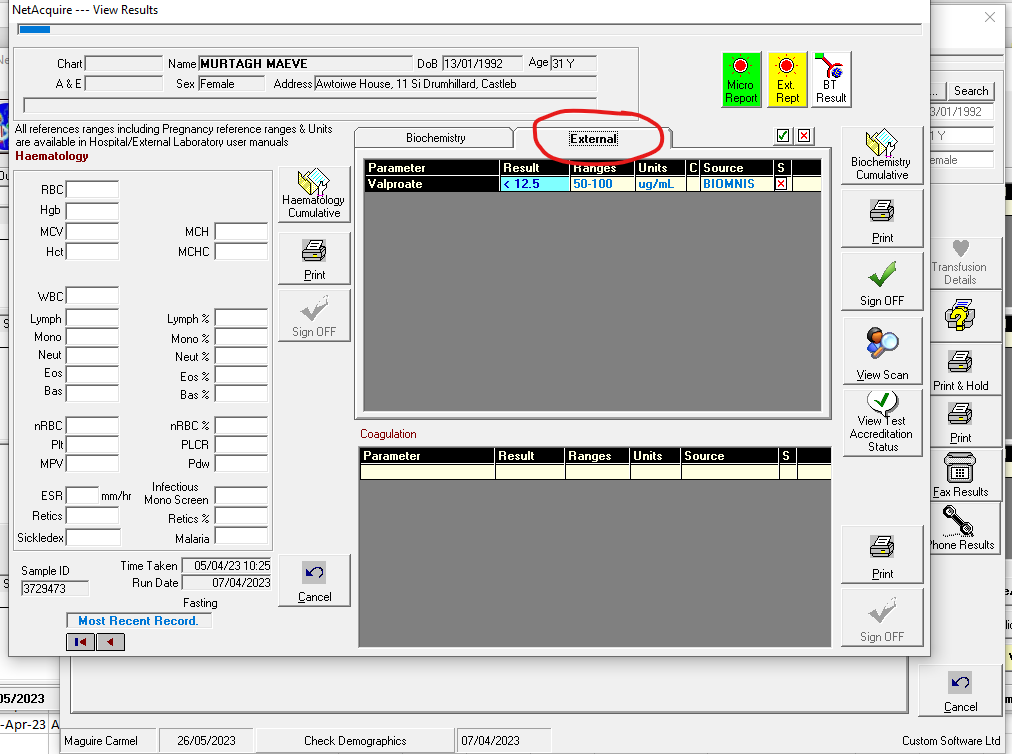 NetAcquire --- View Results
Chart
Name MURTAGH MAEVE
DoB 13/01/1992
Age 31 Y
A & E
Sex Female
Address Awtoiwe House, 11 Si Drumhillard, Castleb
Micro Report
Ext. Rept
BT Result
... Search
3/01/1992
1 Y
emale
All references ranges including Pregnancy reference ranges & Units
are available in Hospital/External Laboratory user manuals
Haematology
RBC
Hgb
MCV
MCH
Hct
MCHC
WBC
Lymph
Lymph %
Mono
Mono %
Neut
Neut %
Eos
Eos %
Bas
Bas %
nRBC
nRBC %
Plt
PLCR
MPV
Pdw
ESR mm/hr
Infectious
Mono Screen
Retics
Retics %
Sickledex
Malaria
Haematology
Cumulative
Print
Sign OFF
Biochemistry
External
Parameter Result Ranges Units C Source S
Valproate < 12.5 50-100 ug/mL BIOMNIS
Coagulation
Parameter Result Ranges Units Source S
Biochemistry
Cumulative
Print
Sign OFF
View Scan
View Test
Accreditation
Status
Print
Sign OFF
Transfusion
Details
Print & Hold
Print
Fax Results
Phone Results
Sample ID
3729473
Time Taken 05/04/23 10:25
Run Date 07/04/2023
Fasting
Most Recent Record.
Cancel
05/2023
-Apr-23 A
Maguire Carmel
26/05/2023
Check Demographics
07/04/2023
Cancel
Custom Software Ltd